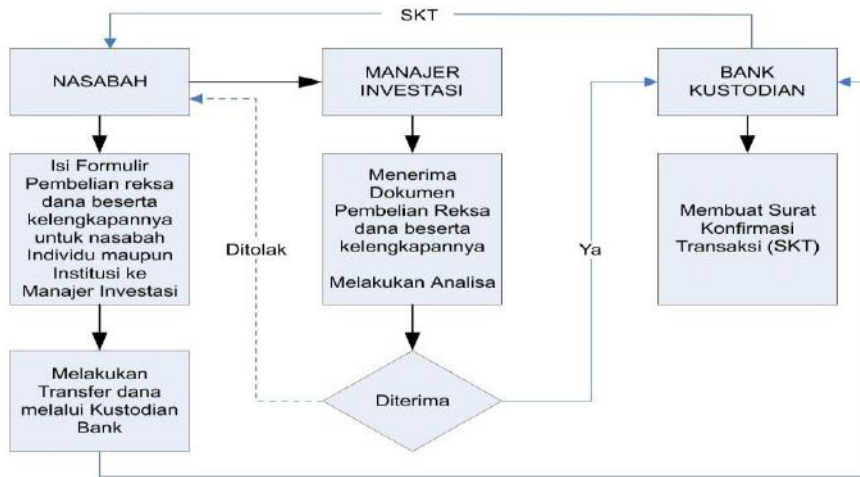 SKT
NASABAH
MANAJER
INVESTASI
BANK
KUSTODIAN
Isi Formulir
Pembelian reksa
dana beserta
kelengkapannya
untuk nasabah
Individu maupun
Institusi ke
Manajer Investasi
Ditolak
Menerima
Dokumen
Pembelian Reksa
dana beserta
kelengkapannya
Melakukan Analisa
Ya
Membuat Surat
Konfirmasi
Transaksi (SKT)
Melakukan
Transfer dana
melalui Kustodian
Bank
Diterima